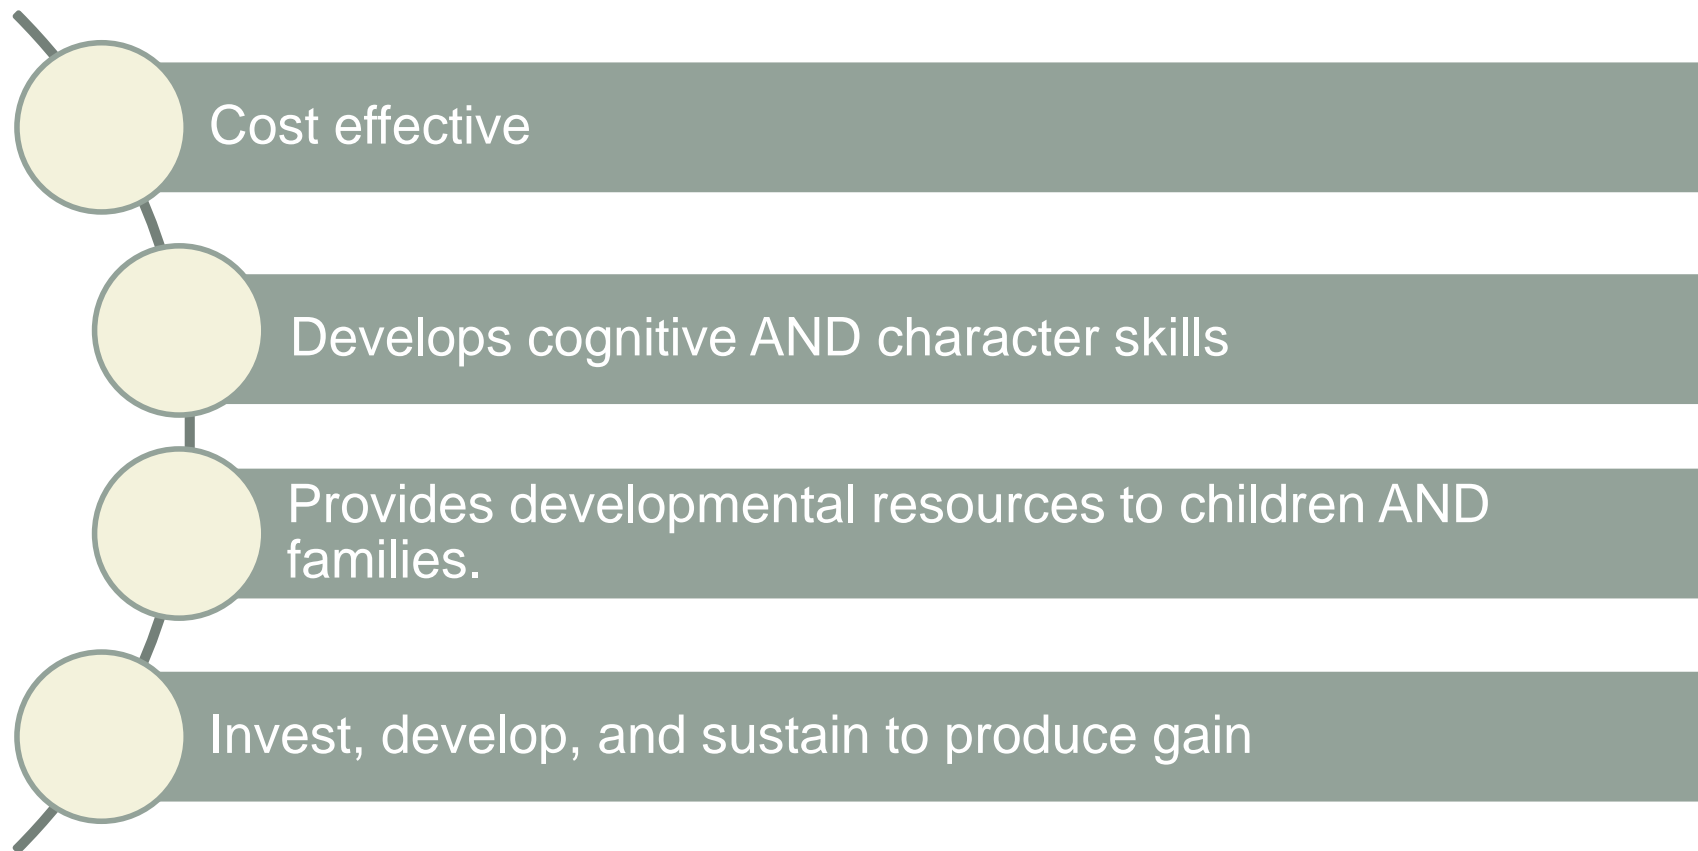 Cost effective
Develops cognitive AND character skills
Provides developmental resources to children AND
families.
Invest, develop, and sustain to produce gain